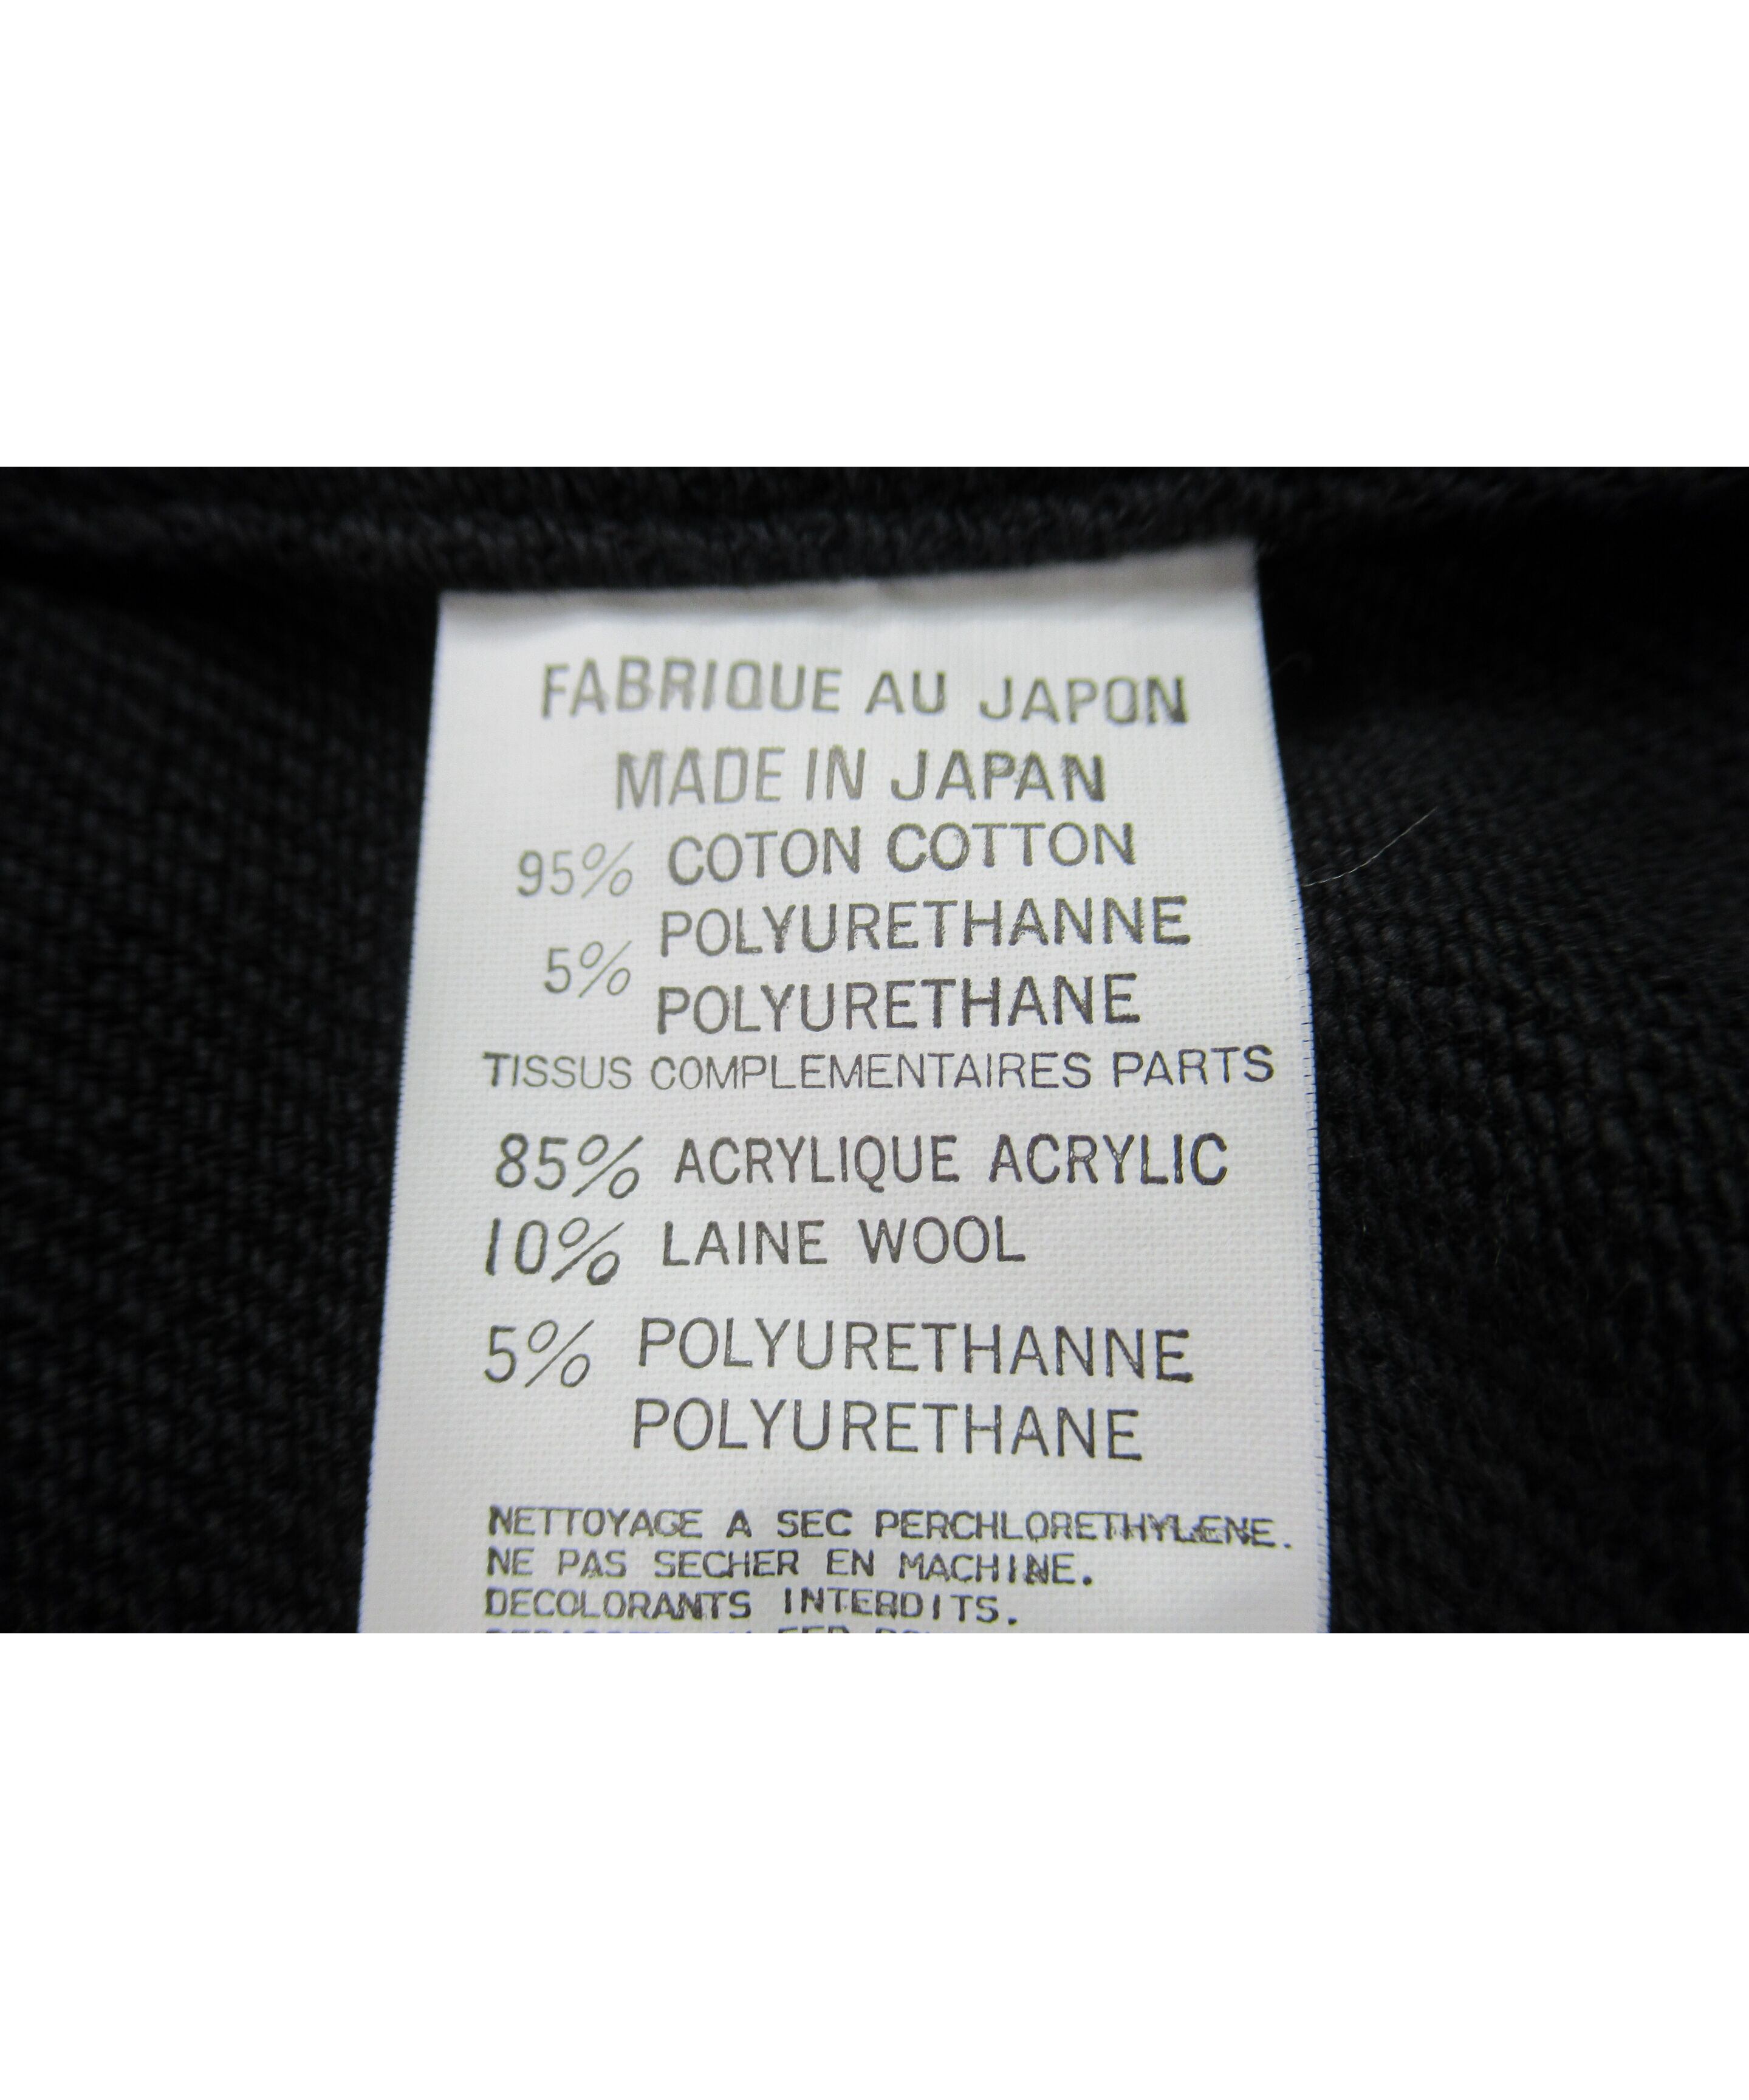 FABRIQUE AU JAPON
MADE IN JAPAN
95% COTON COTTON
5% POLYURETHANNE
POLYURETHANE
TISSUS COMPLEMENTAIRES PARTS
85% ACRYLIQUE ACRYLIC
10% LAINE WOOL
5% POLYURETHANNE
POLYURETHANE
NETTOYAGE A SEC PERCHLORETHYLENE.
NE PAS SECHER EN MACHINE.
DECOLORANTS INTERDITS.